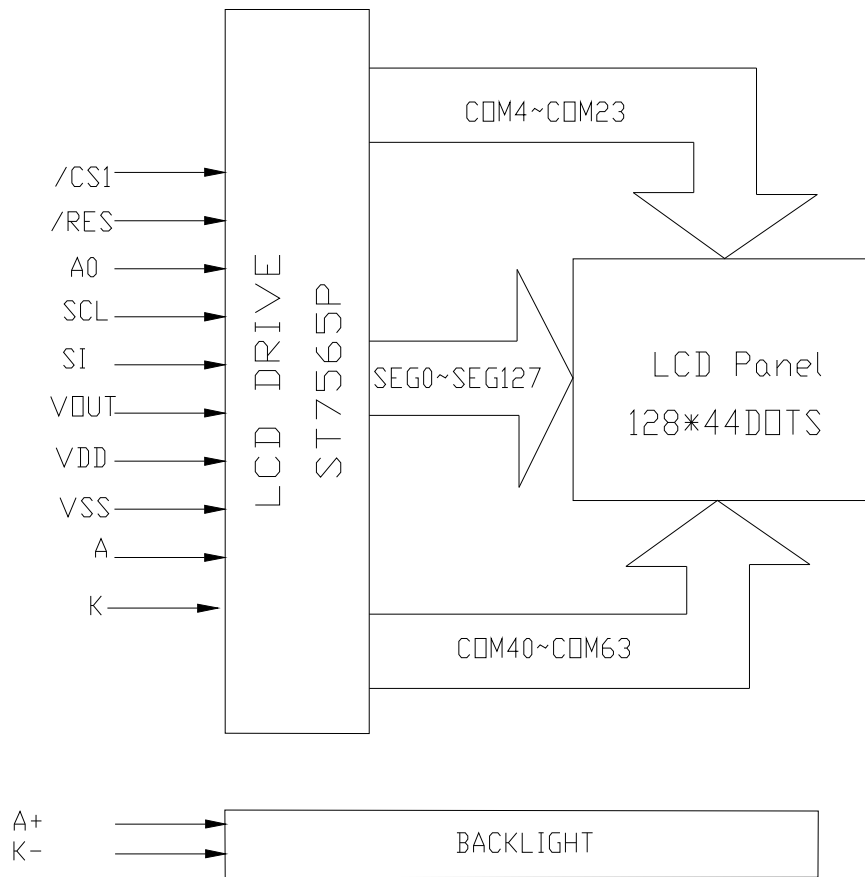 COM4~COM23
/CS1
/RES
A0
SCL
SI
VOUT
VDD
VSS
A
K
LCD DRIVE
ST7565P
SEG0~SEG127
LCD Panel
128*44DOTS
COM40~COM63
A+
K-
BACKLIGHT